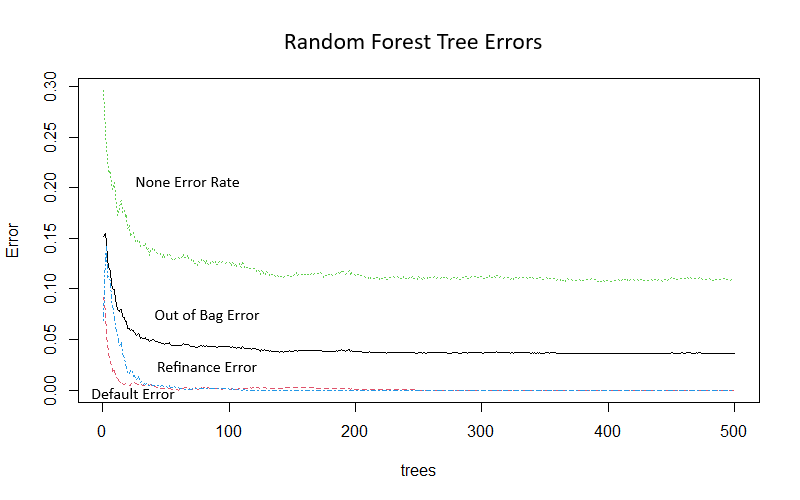 Random Forest Tree Errors
0.30
0.25
0.20
0.15
0.10
0.05
0.00
Error
None Error Rate
Out of Bag Error
Refinance Error
Default Error
0 100 200 300 400 500
trees